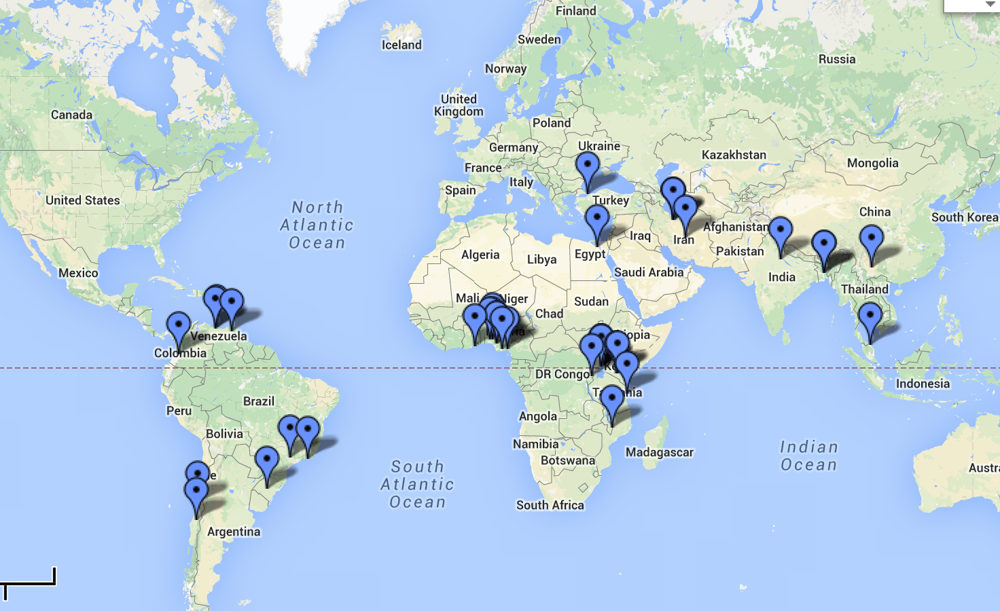 Finland
Iceland
Sweden
Russia
Norway
United
Kingdom
Canada
Poland
Germany
Ukraine
Kazakhstan
Mongolia
France
Italy
Spain
United States
North
Atlantic
Ocean
Turkey
China
South Korea
Afghanistan
Iraq
Iran
Algeria
Libya
Egypt
Pakistan
Mexico
Saudi Arabia
India
Thailand
Mali
Niger
Sudan
Chad
Venezuela
Colombia
DR Congo
Indonesia
Peru
Brazil
Angola
Bolivia
Namibia
Botswana
Madagascar
Indian
Ocean
South
Atlantic
Ocean
South Africa
Argentina